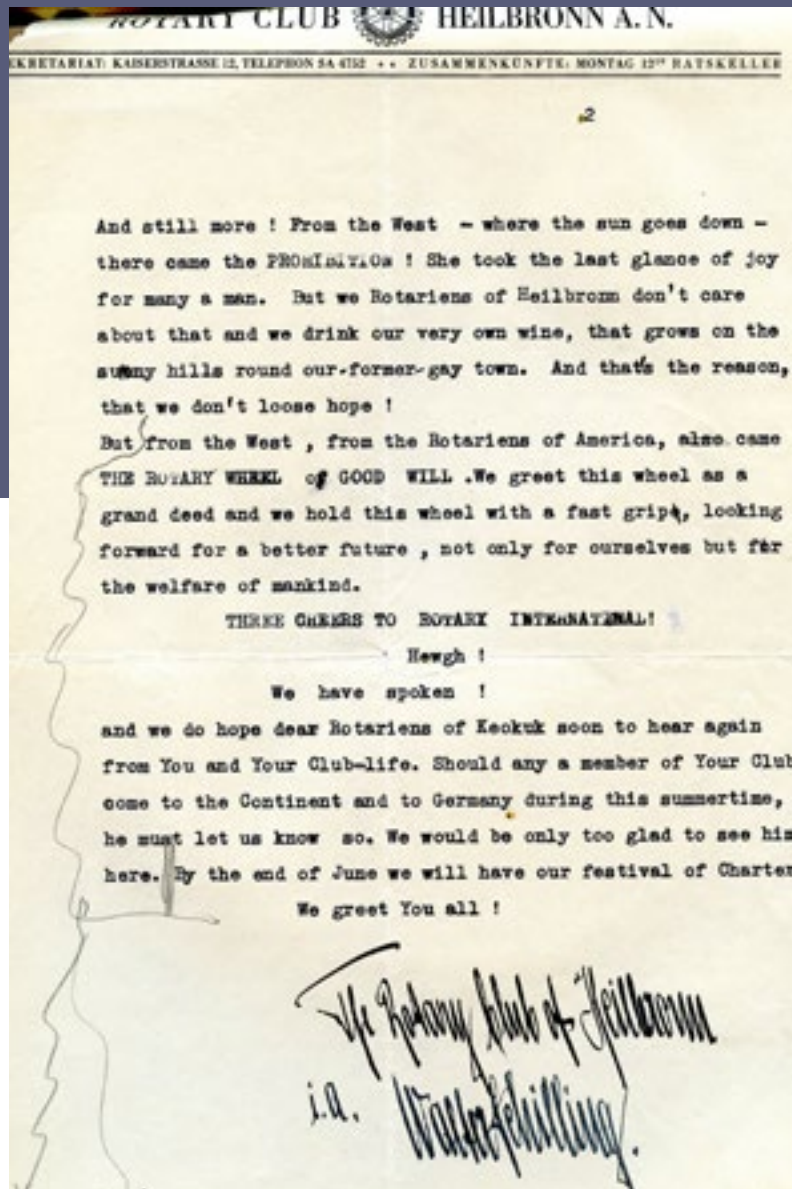 ROTARY CLUB HEILBRONN A. N.
EKRETARIAT: KAISERSTRASSE 12, TELEPHON SA 4752 ++ ZUSAMMENKÜNFTE: MONTAG 13¹⁵ RATSKELLER
2
And still more ! From the West - where the sun goes down -
there came the PROHIBITION ! She took the last glance of joy
for many a man. But we Rotariens of Heilbronn don't care
about that and we drink our very own wine, that grows on the
sunny hills round our-former-gay town. And that's the reason,
that we don't loose hope !
But from the West , from the Rotariens of America, also came
THE ROTARY WHEEL of GOOD WILL .We greet this wheel as a
grand deed and we hold this wheel with a fast grip, looking
forward for a better future , not only for ourselves but for
the welfare of mankind.
THREE CHEERS TO ROTARY INTERNATINAL!
Hewgh !
We have spoken !
and we do hope dear Rotariens of Keokuk soon to hear again
from You and Your Club-life. Should any a member of Your Club
come to the Continent and to Germany during this summertime,
he must let us know so. We would be only too glad to see him
here. By the end of June we will have our festival of Charter
We greet You all !
The Rotary Club of Heilbronn
i.A. Walter Schilling.